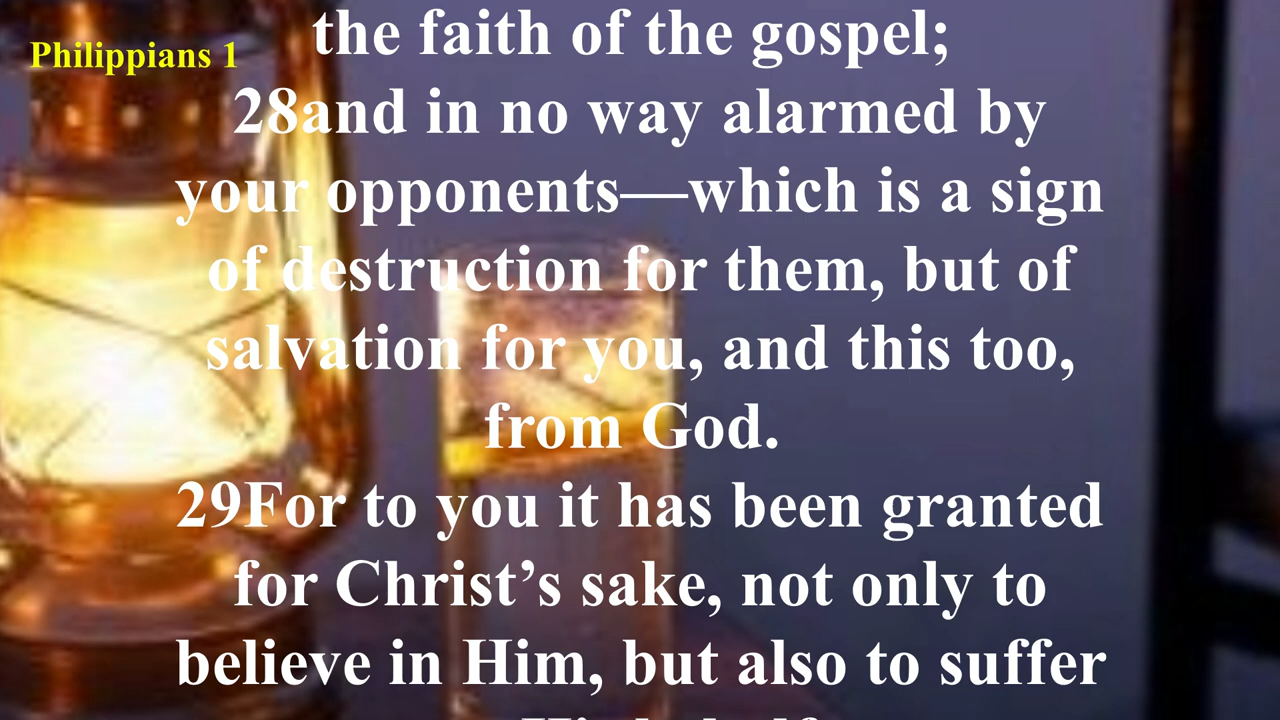 Philippians 1
the faith of the gospel;
28and in no way alarmed by
your opponents—which is a sign
of destruction for them, but of
salvation for you, and this too,
from God.
29For to you it has been granted
for Christ’s sake, not only to
believe in Him, but also to suffer